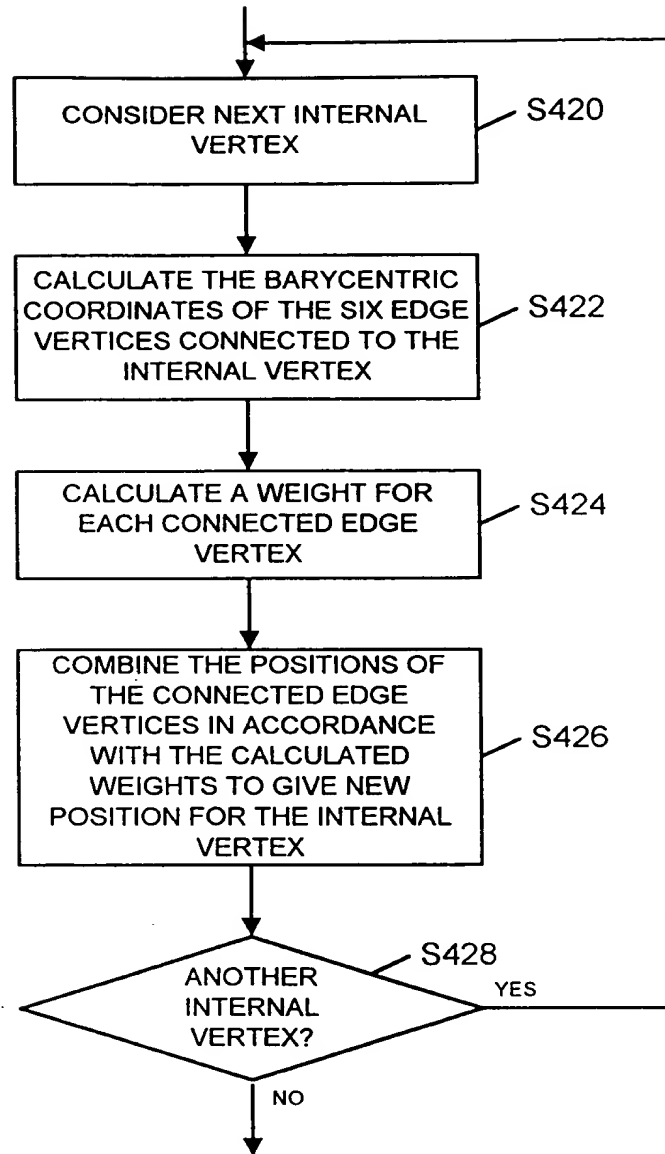 CONSIDER NEXT INTERNAL
VERTEX
S420
CALCULATE THE BARYCENTRIC
COORDINATES OF THE SIX EDGE
VERTICES CONNECTED TO THE
INTERNAL VERTEX
S422
CALCULATE A WEIGHT FOR
EACH CONNECTED EDGE
VERTEX
S424
COMBINE THE POSITIONS OF
THE CONNECTED EDGE
VERTICES IN ACCORDANCE
WITH THE CALCULATED
WEIGHTS TO GIVE NEW
POSITION FOR THE INTERNAL
VERTEX
S426
S428
ANOTHER
INTERNAL
VERTEX?
YES
NO